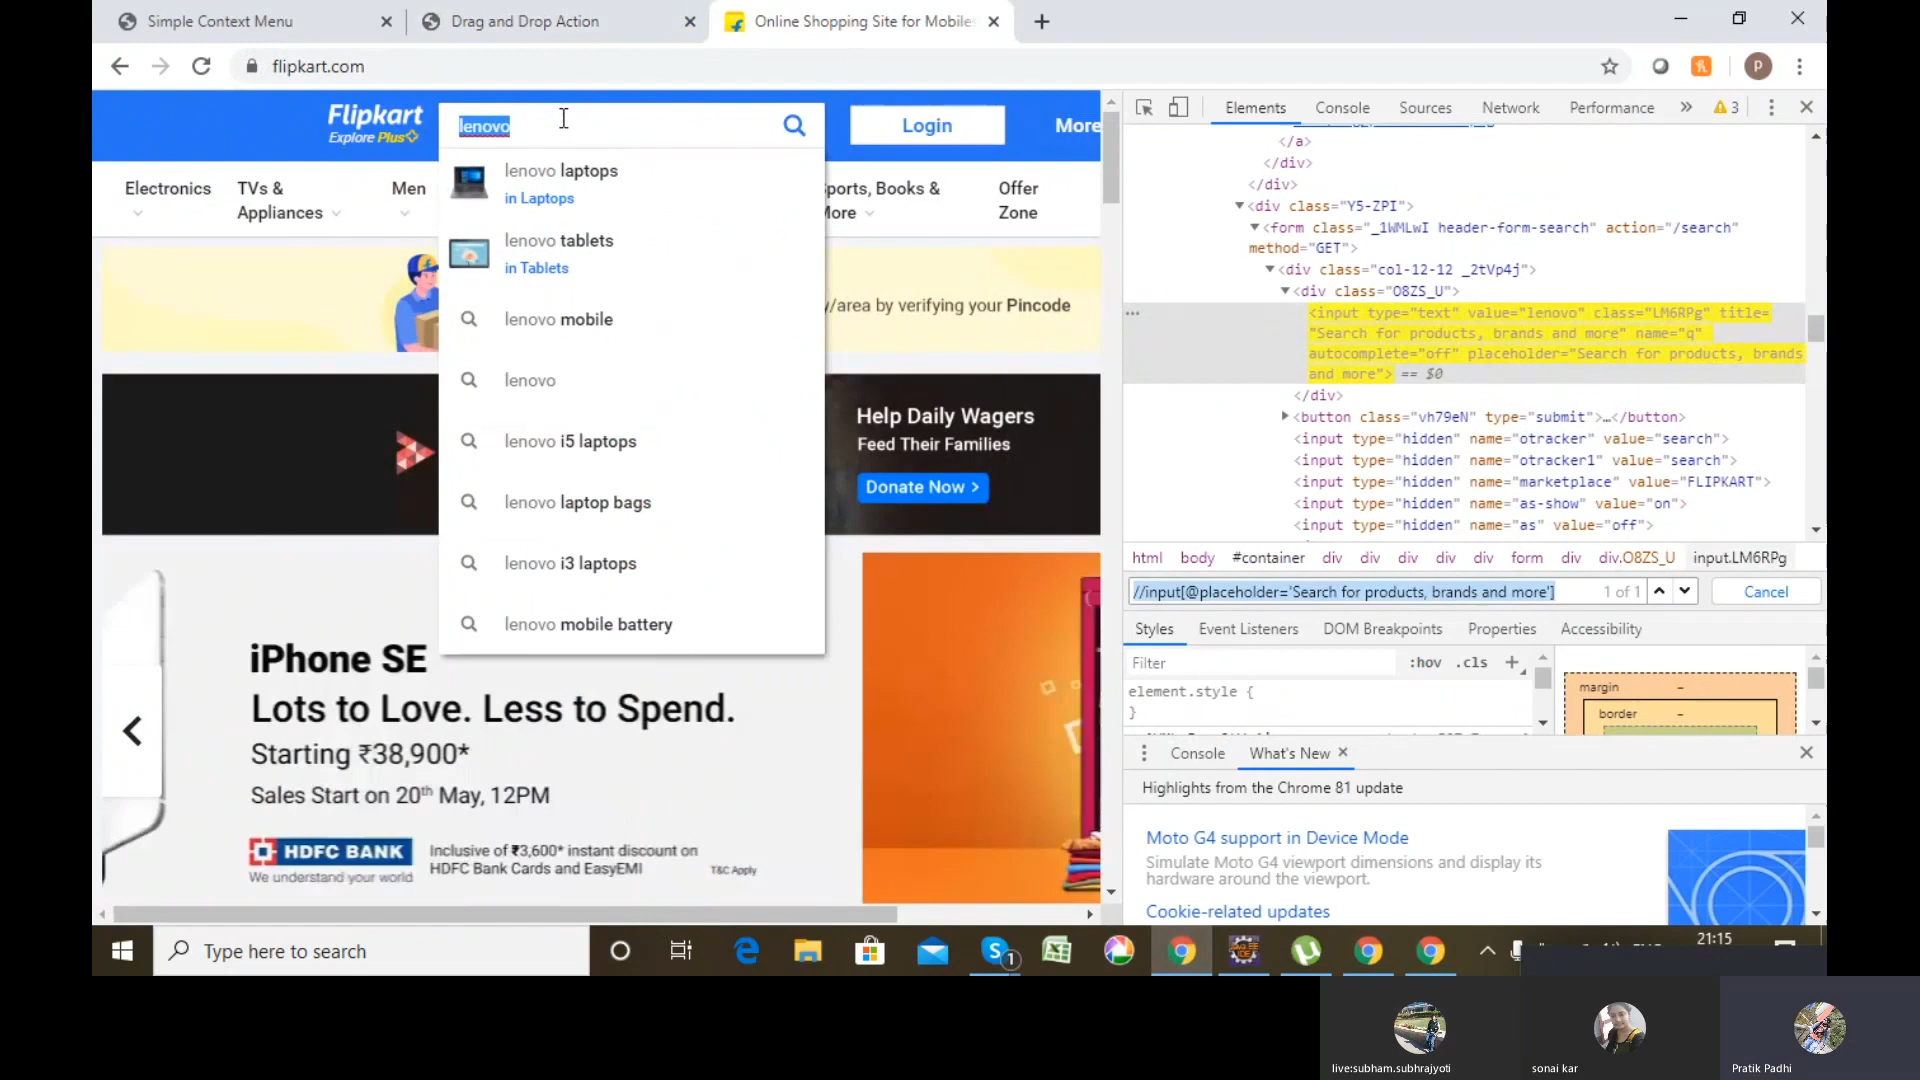 Simple Context Menu
Drag and Drop Action
Online Shopping Site for Mobiles
flipkart.com
P
Flipkart
Explore Plus
lenovo
Login
More
Electronics
TVs &
Appliances
Men
Sports, Books &
More
Offer
Zone
lenovo laptops
in Laptops
lenovo tablets
in Tablets
lenovo mobile
lenovo
lenovo i5 laptops
lenovo laptop bags
lenovo i3 laptops
lenovo mobile battery
y/area by verifying your Pincode
Help Daily Wagers
Feed Their Families
Donate Now >
iPhone SE
Lots to Love. Less to Spend.
Starting ₹38,900*
Sales Start on 20th May, 12PM
HDFC BANK
We understand your world
Inclusive of ₹3,600* instant discount on
HDFC Bank Cards and EasyEMI
T&C Apply
Elements
Console
Sources
Network
Performance
»
3
</a>
</div>
</div>
<div class="Y5-ZPI">
<form class="_1WMLwI header-form-search" action="/search"
method="GET">
<div class="col-12-12 _2tVp4j">
<div class="O8ZS_U">
<input type="text" value="lenovo" class="LM6RPg" title=
"Search for products, brands and more" name="q"
autocomplete="off" placeholder="Search for products, brands
and more"> == $0
</div>
<button class="vh79eN" type="submit">…</button>
<input type="hidden" name="otracker" value="search">
<input type="hidden" name="otracker1" value="search">
<input type="hidden" name="marketplace" value="FLIPKART">
<input type="hidden" name="as-show" value="on">
<input type="hidden" name="as" value="off">
html body #container div div div div div form div div.O8ZS_U input.LM6RPg
//input[@placeholder='Search for products, brands and more']
1 of 1
Cancel
Styles
Event Listeners
DOM Breakpoints
Properties
Accessibility
Filter
:hov .cls +
element.style {
}
margin –
border –
Console
What's New
Highlights from the Chrome 81 update
Moto G4 support in Device Mode
Simulate Moto G4 viewport dimensions and display its
hardware around the viewport.
Cookie-related updates
Type here to search
S
1
21:15
live:subham.subhrajyoti
sonai kar
Pratik Padhi